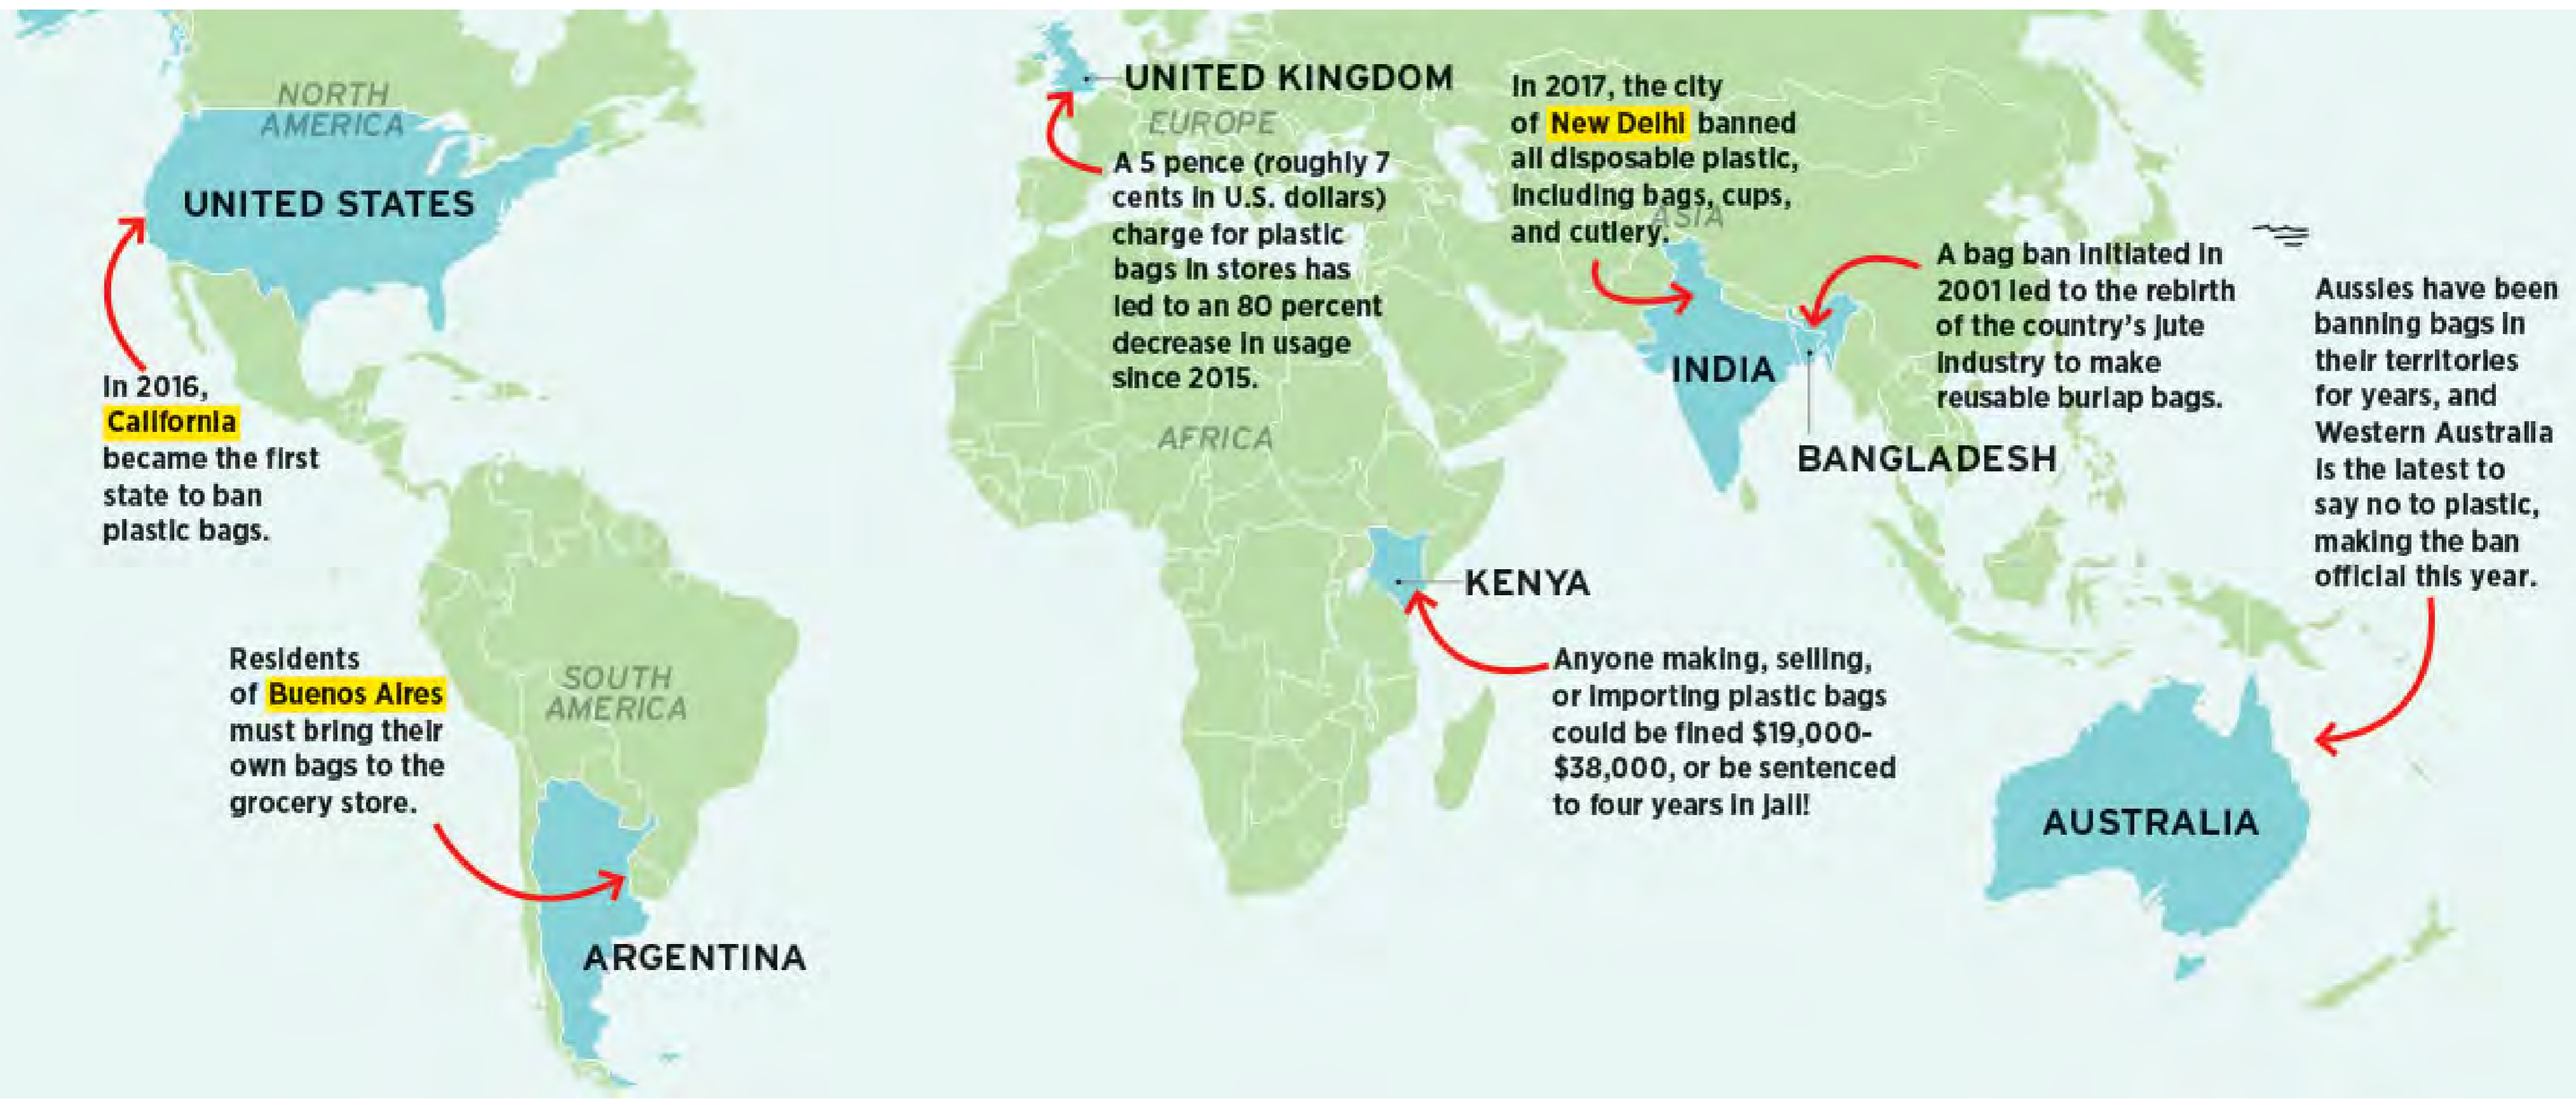 NORTH
AMERICA
UNITED STATES
In 2016,
California
became the first
state to ban
plastic bags.
Residents
of Buenos Aires
must bring their
own bags to the
grocery store.
SOUTH
AMERICA
ARGENTINA
UNITED KINGDOM
EUROPE
A 5 pence (roughly 7
cents in U.S. dollars)
charge for plastic
bags in stores has
led to an 80 percent
decrease in usage
since 2015.
AFRICA
In 2017, the city
of New Delhi banned
all disposable plastic,
including bags, cups,
and cutlery.
ASIA
INDIA
A bag ban initiated in
2001 led to the rebirth
of the country's jute
industry to make
reusable burlap bags.
BANGLADESH
KENYA
Anyone making, selling,
or importing plastic bags
could be fined $19,000-
$38,000, or be sentenced
to four years in jail!
Aussies have been
banning bags in
their territories
for years, and
Western Australia
is the latest to
say no to plastic,
making the ban
official this year.
AUSTRALIA